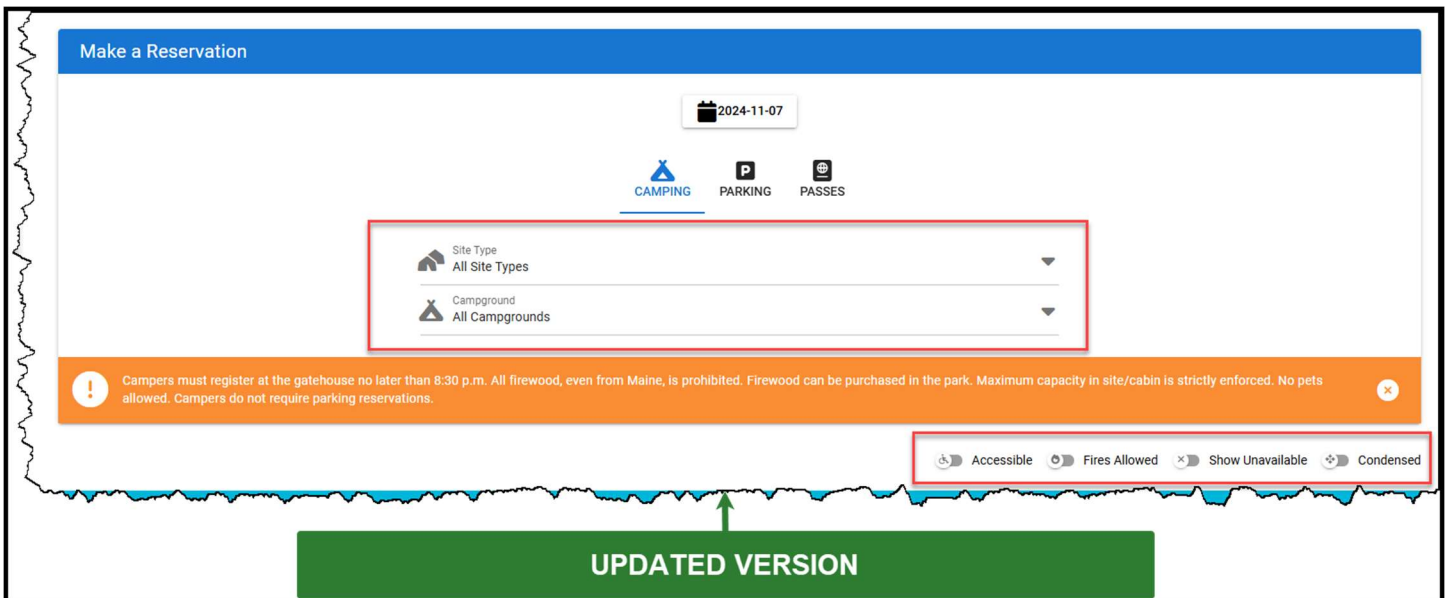 Make a Reservation
2024-11-07
CAMPING PARKING PASSES
Site Type
All Site Types
Campground
All Campgrounds
Campers must register at the gatehouse no later than 8:30 p.m. All firewood, even from Maine, is prohibited. Firewood can be purchased in the park. Maximum capacity in site/cabin is strictly enforced. No pets
allowed. Campers do not require parking reservations.
Accessible Fires Allowed Show Unavailable Condensed
UPDATED VERSION